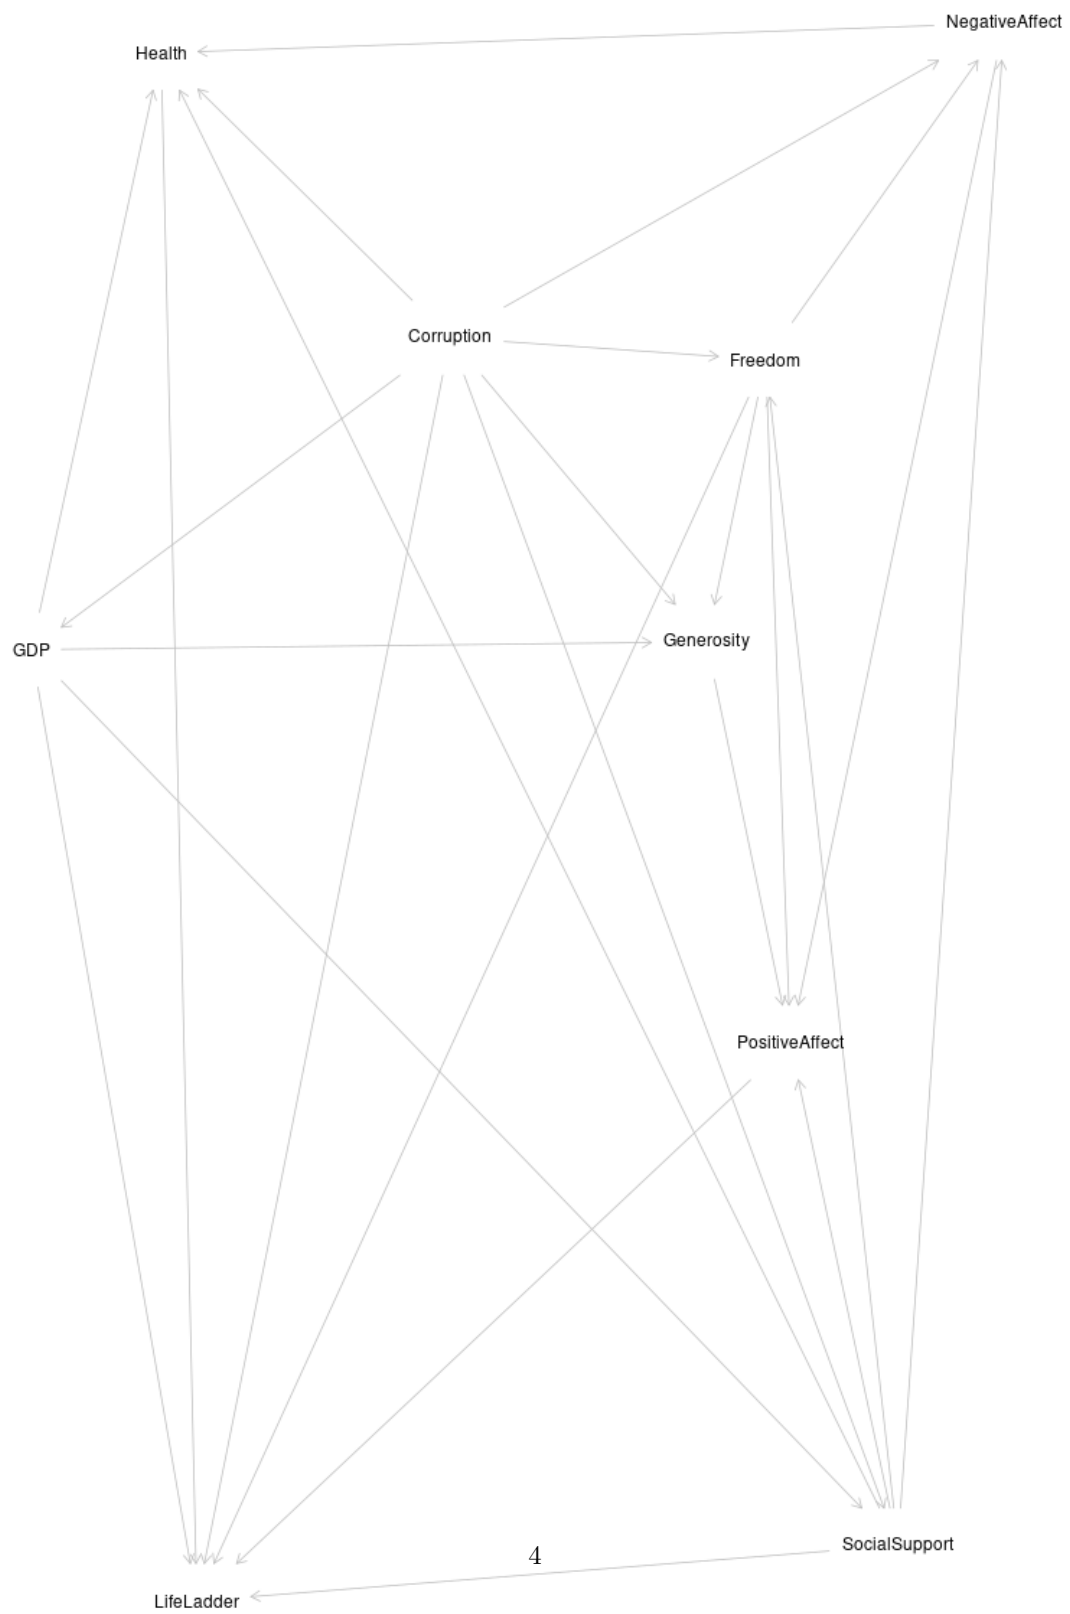 NegativeAffect
Health
Corruption
Freedom
Generosity
GDP
PositiveAffect
SocialSupport
4
LifeLadder